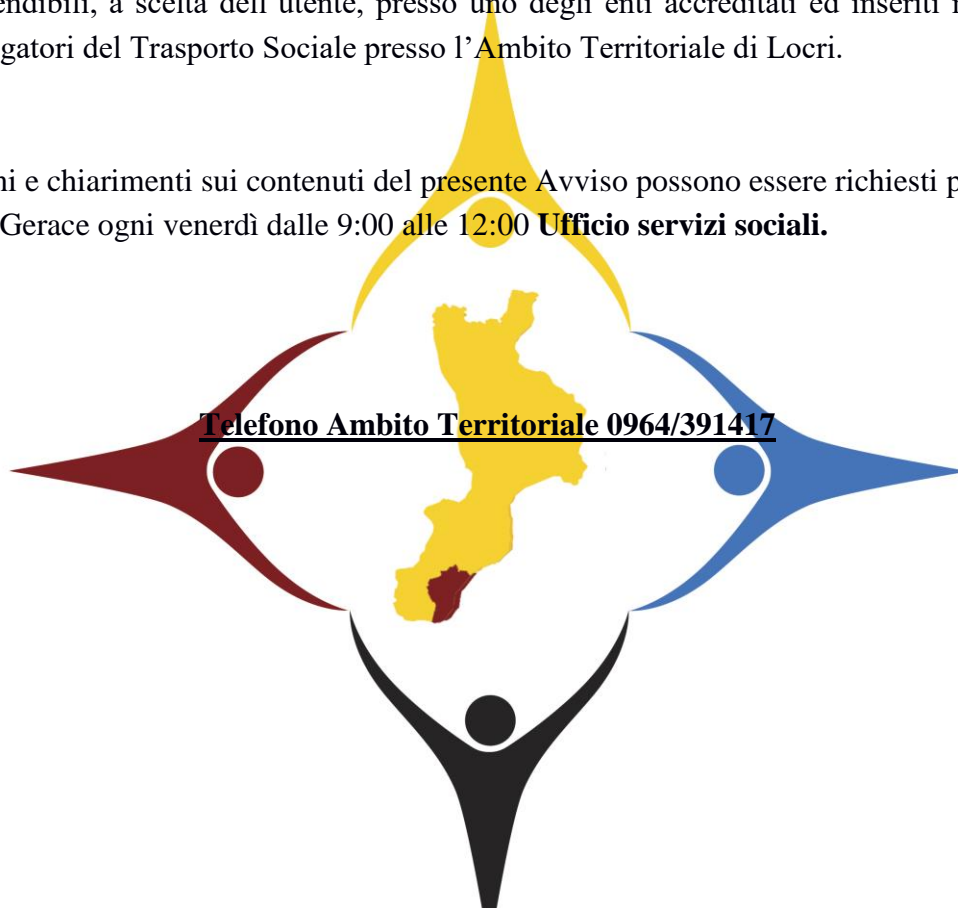 endibili, a scelta dell'utente, presso uno degli enti accreditati ed inseriti
gatori del Trasporto Sociale presso l'Ambito Territoriale di Locri.
ni e chiarimenti sui contenuti del presente Avviso possono essere richiesti
Gerace ogni venerdì dalle 9:00 alle 12:00 Ufficio servizi sociali.
Telefono Ambito Territoriale 0964/391417